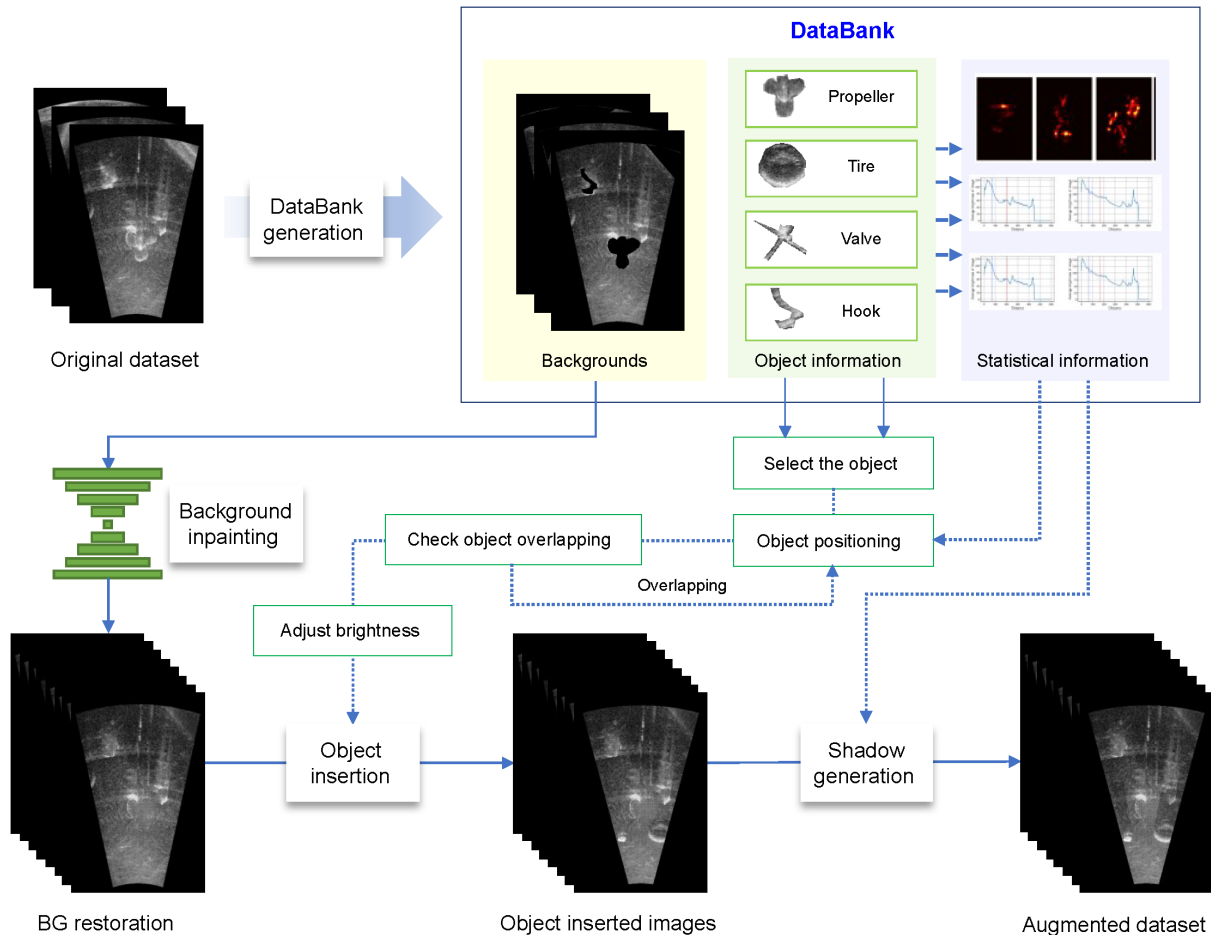 DataBank
Propeller
Tire
Valve
Hook
DataBank
generation
Original dataset
Backgrounds
Object information
Statistical information
Select the object
Background
inpainting
Check object overlapping
Object positioning
Overlapping
Adjust brightness
Object
insertion
Shadow
generation
BG restoration
Object inserted images
Augmented dataset